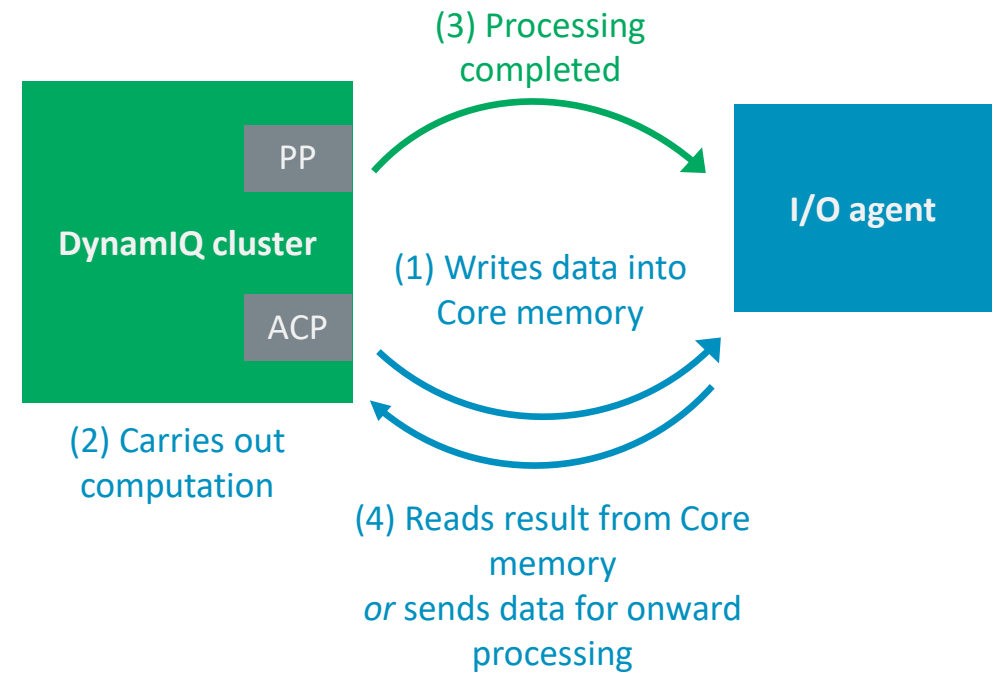 (3) Processing
completed
PP
DynamIQ cluster
I/O agent
(1) Writes data into
Core memory
ACP
(2) Carries out
computation
(4) Reads result from Core
memory
or sends data for onward
processing